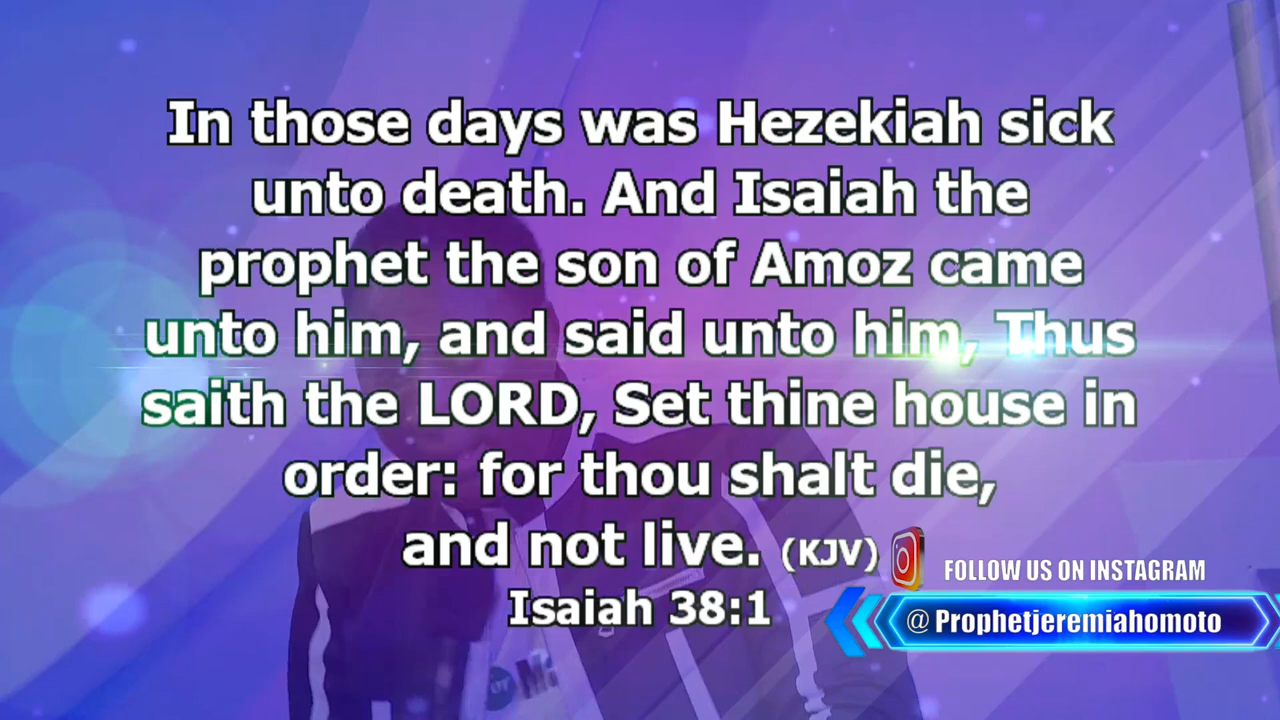 In those days was Hezekiah sick
unto death. And Isaiah the
prophet the son of Amoz came
unto him, and said unto him, Thus
saith the LORD, Set thine house in
order: for thou shalt die,
and not live. (KJV)
Isaiah 38:1
FOLLOW US ON INSTAGRAM
@ Prophetjeremiahomoto